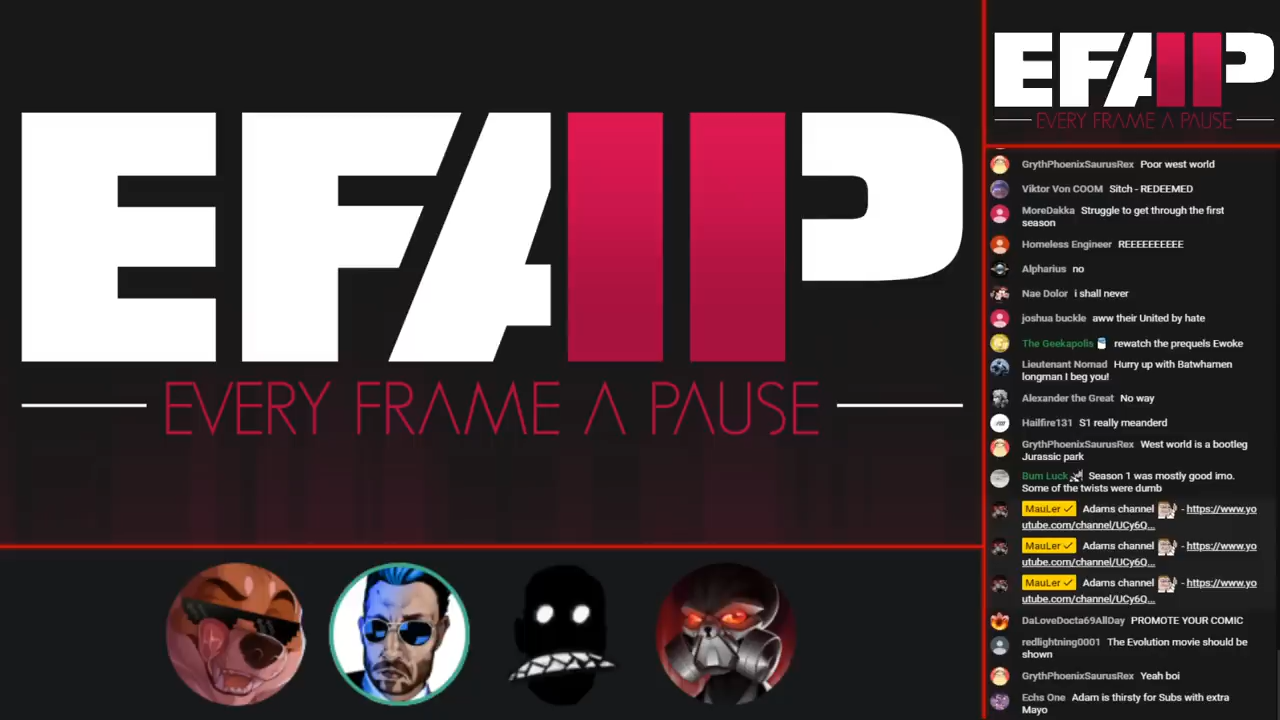 EFAP
EVERY FRAME A PAUSE
EFAP
EVERY FRAME A PAUSE
GrythPhoenixSaurusRex Poor west world
Viktor Von COOM Sitch - REDEEMED
MoreDakka Struggle to get through the first
season
Homeless Engineer REEEEEEEEEE
Alpharius no
Nae Dolor i shall never
joshua buckle aww their United by hate
The Geekapolis rewatch the prequels Ewoke
Lieutenant Nomad Hurry up with Batwhamen
longman I beg you!
Alexander the Great No way
Hailfire131 S1 really meanderd
GrythPhoenixSaurusRex West world is a bootleg
Jurassic park
Bum Luck Season 1 was mostly good imo.
Some of the twists were dumb
MauLer ✓ Adams channel - https://www.yo
utube.com/channel/UCy6Q...
MauLer ✓ Adams channel - https://www.yo
utube.com/channel/UCy6Q...
MauLer ✓ Adams channel - https://www.yo
utube.com/channel/UCy6Q...
DaLoveDocta69AllDay PROMOTE YOUR COMIC
redlightning0001 The Evolution movie should be
shown
GrythPhoenixSaurusRex Yeah boi
Echs One Adam is thirsty for Subs with extra
Mayo